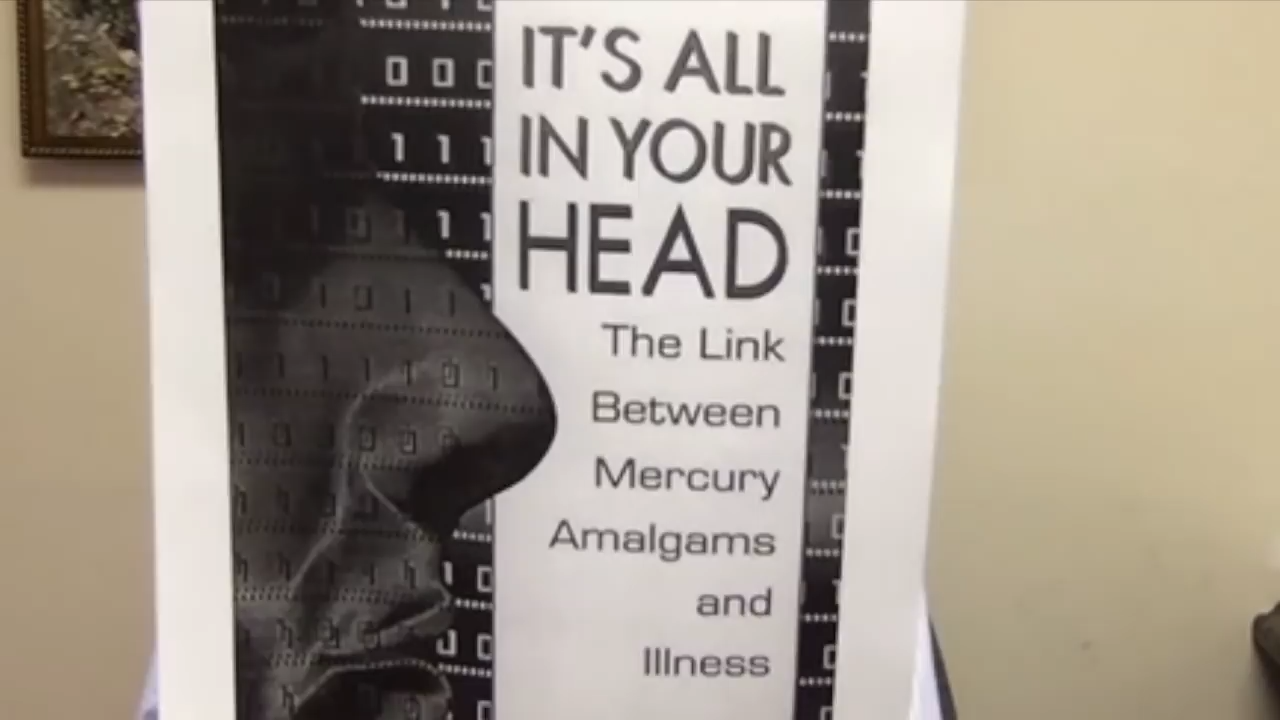 IT'S ALL
IN YOUR
HEAD
The Link
Between
Mercury
Amalgams
and
Illness